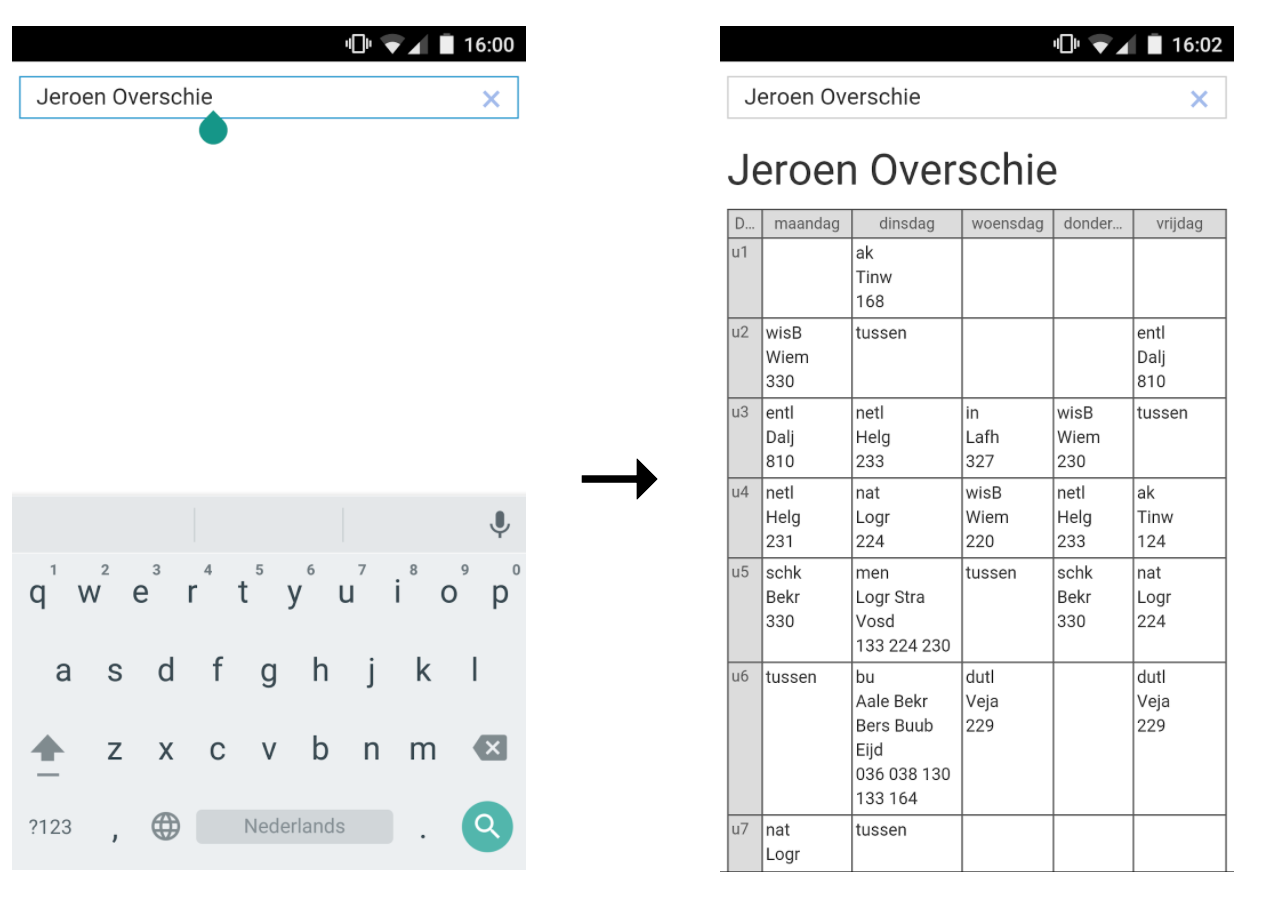 16:00
Jeroen Overschie
1 2 3 4 5 6 7 8 9 0
q w e r t y u i o p
a s d f g h j k l
z x c v b n m
?123 , Nederlands .
16:02
Jeroen Overschie
Jeroen Overschie
D... maandag dinsdag woensdag donder... vrijdag
u1
ak
Tinw
168
u2
wisB
Wiem
330
tussen
entl
Dalj
810
u3
entl
Dalj
810
netl
Helg
233
in
Lafh
327
wisB
Wiem
230
tussen
u4
netl
Helg
231
nat
Logr
224
wisB
Wiem
220
netl
Helg
233
ak
Tinw
124
u5
schk
Bekr
330
men
Logr Stra
Vosd
133 224 230
tussen
schk
Bekr
330
nat
Logr
224
u6
tussen
bu
Aale Bekr
Bers Buub
Eijd
036 038 130
133 164
dutl
Veja
229
dutl
Veja
229
u7
nat
Logr
tussen